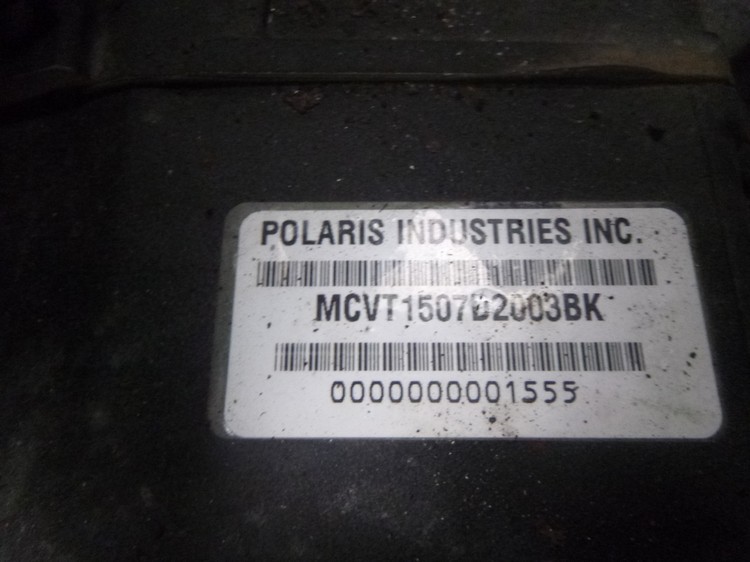 POLARIS INDUSTRIES INC.
MCVT1507D2003BK
0000000001555